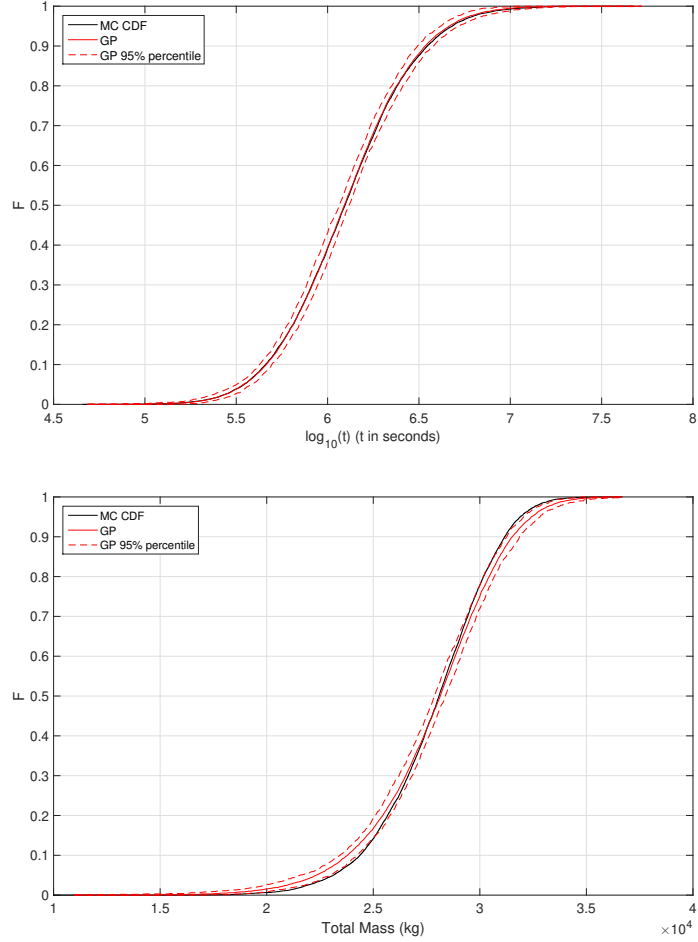 1
0.9
0.8
0.7
0.6
0.5
0.4
0.3
0.2
0.1
0
F
MC CDF
GP
GP 95% percentile
4.5 5 5.5 6 6.5 7 7.5 8
log10(t) (t in seconds)
1
0.9
0.8
0.7
0.6
0.5
0.4
0.3
0.2
0.1
0
F
MC CDF
GP
GP 95% percentile
1 1.5 2 2.5 3 3.5 4
Total Mass (kg)
×10^4